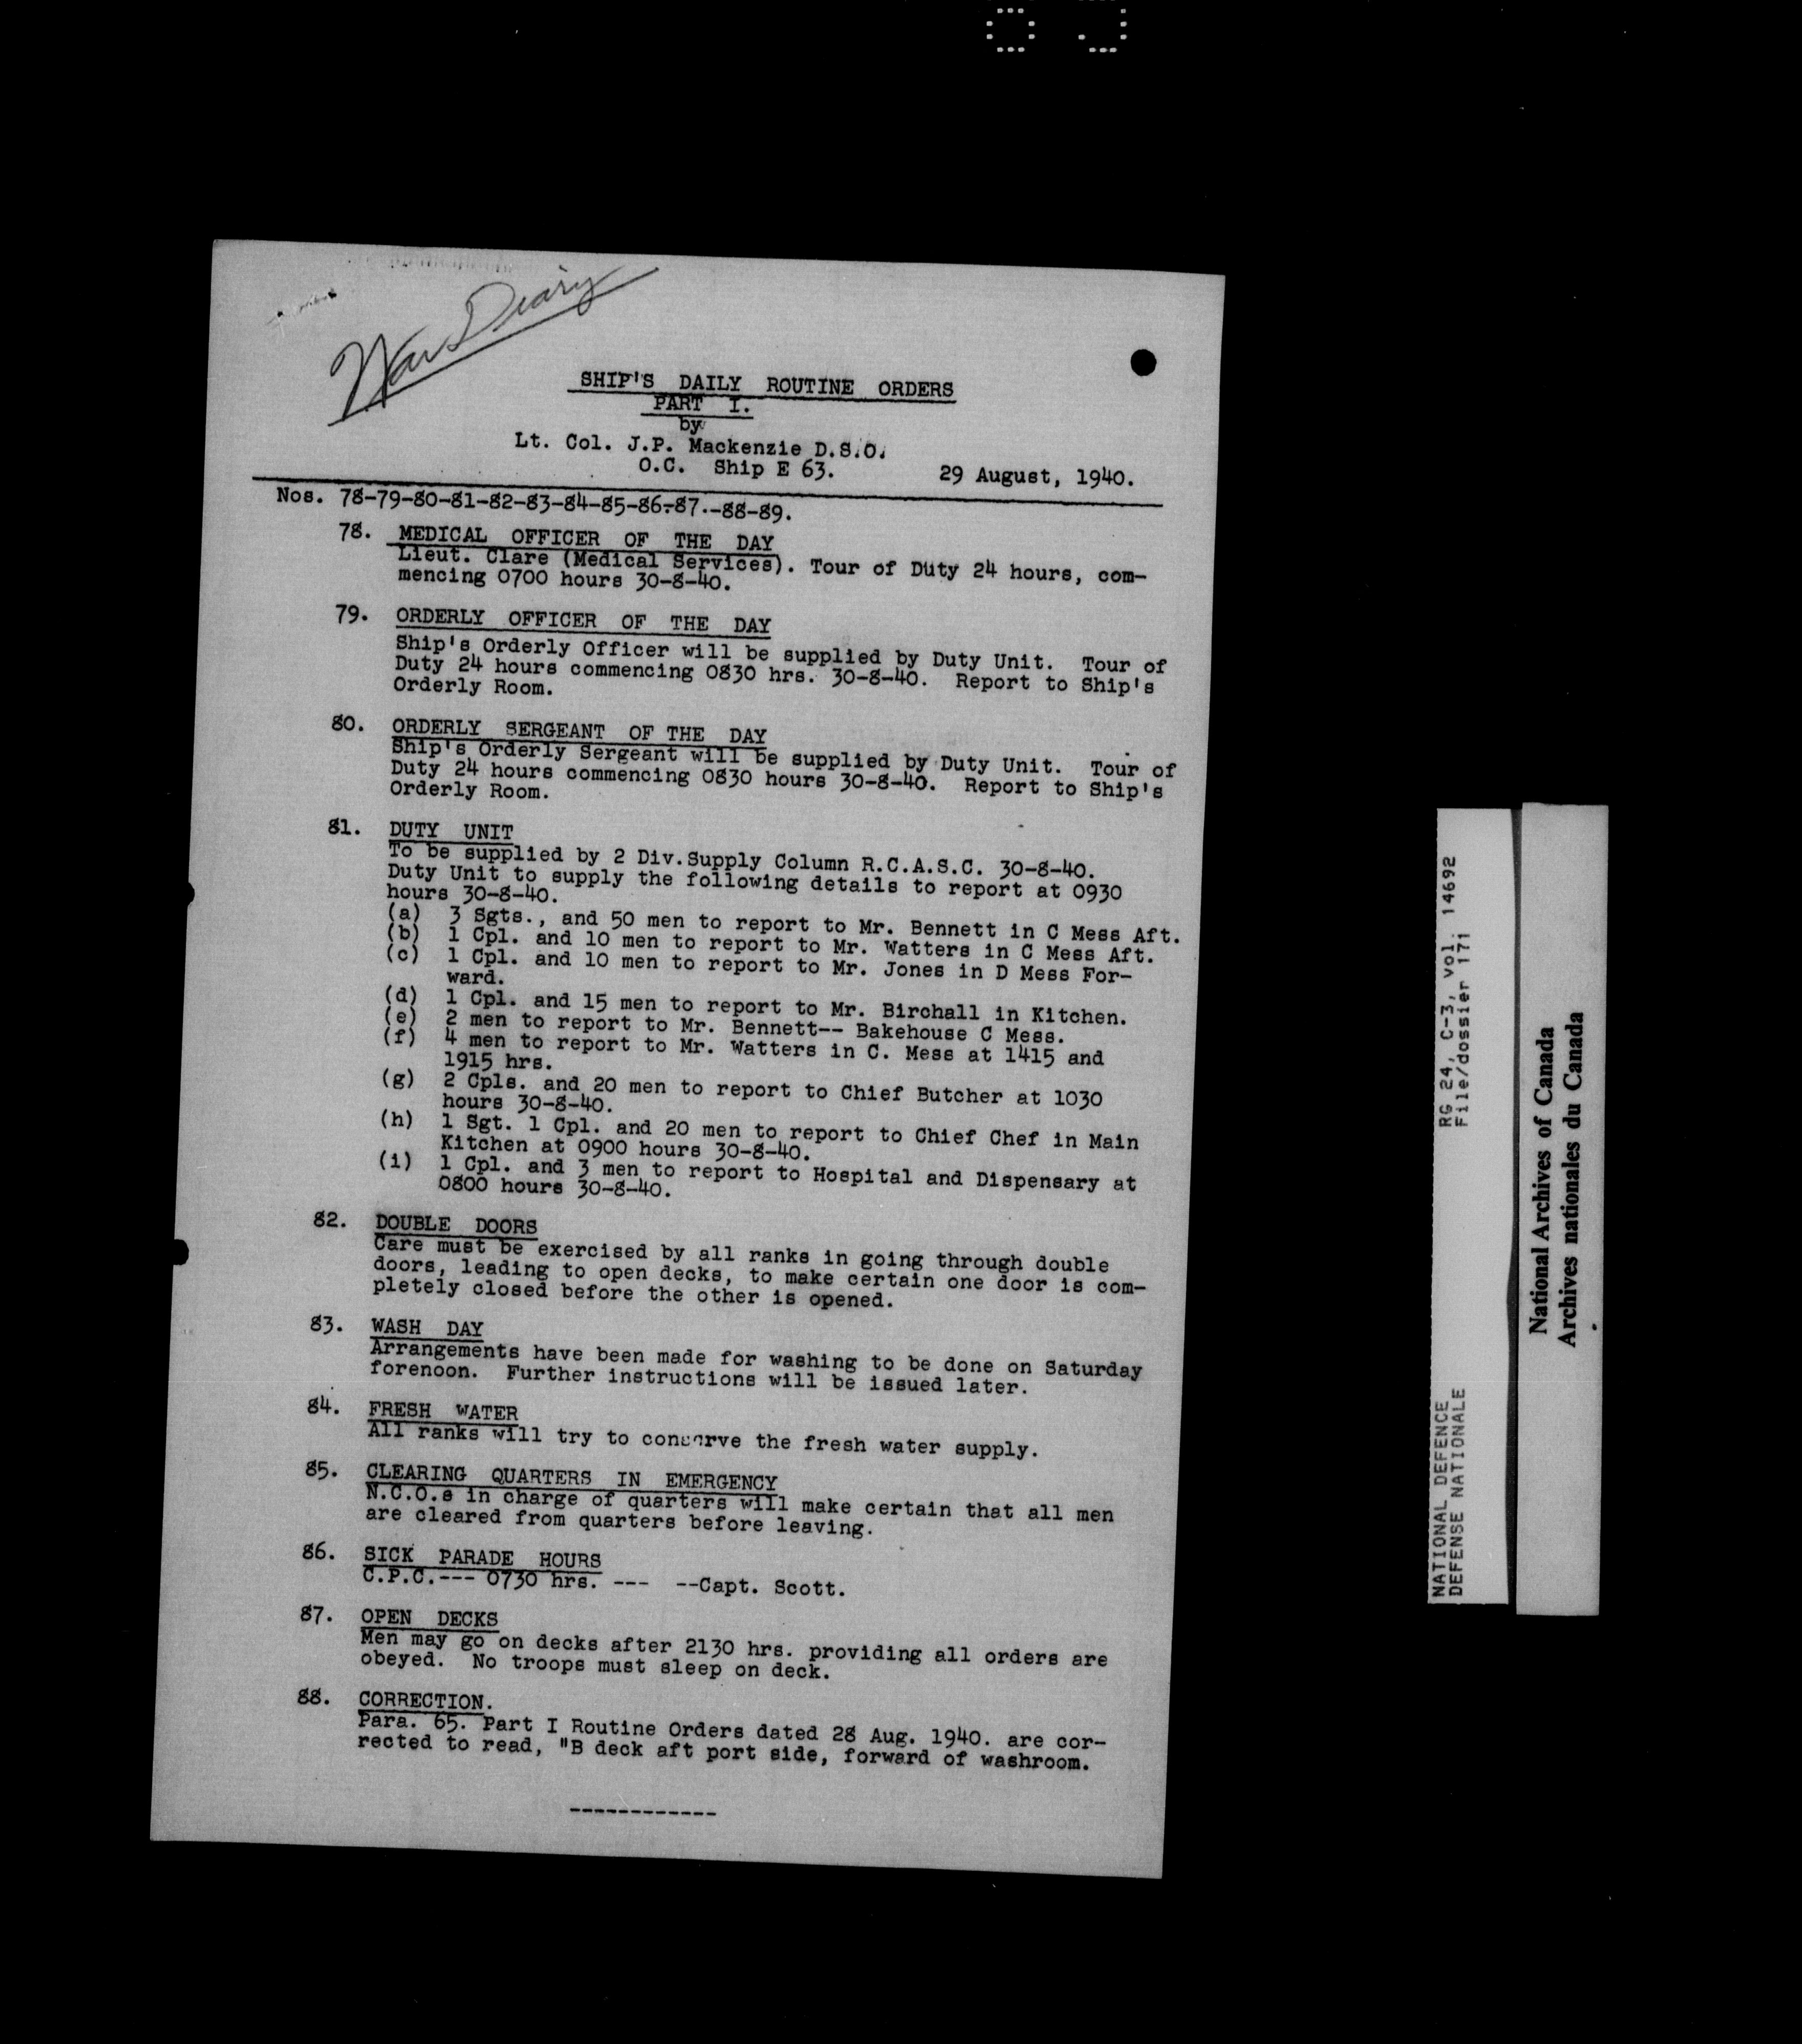 War Diary
SHIP'S DAILY ROUTINE ORDERS
PART I.
by
Lt. Col. J.P. Mackenzie D.S.O.
O.C. Ship E 63. 29 August, 1940.
Nos. 78-79-80-81-82-83-84-85-86-87.-88-89.
78. MEDICAL OFFICER OF THE DAY
Lieut. Clare (Medical Services). Tour of Duty 24 hours, com-
mencing 0700 hours 30-8-40.
79. ORDERLY OFFICER OF THE DAY
Ship's Orderly Officer will be supplied by Duty Unit. Tour of
Duty 24 hours commencing 0830 hrs. 30-8-40. Report to Ship's
Orderly Room.
80. ORDERLY SERGEANT OF THE DAY
Ship's Orderly Sergeant will be supplied by Duty Unit. Tour of
Duty 24 hours commencing 0830 hours 30-8-40. Report to Ship's
Orderly Room.
81. DUTY UNIT
To be supplied by 2 Div.Supply Column R.C.A.S.C. 30-8-40.
Duty Unit to supply the following details to report at 0930
hours 30-8-40.
(a) 3 Sgts., and 50 men to report to Mr. Bennett in C Mess Aft.
(b) 1 Cpl. and 10 men to report to Mr. Watters in C Mess Aft.
(c) 1 Cpl. and 10 men to report to Mr. Jones in D Mess For-
ward.
(d) 1 Cpl. and 15 men to report to Mr. Birchall in Kitchen.
(e) 2 men to report to Mr. Bennett-- Bakehouse C Mess.
(f) 4 men to report to Mr. Watters in C. Mess at 1415 and
1915 hrs.
(g) 2 Cpls. and 20 men to report to Chief Butcher at 1030
hours 30-8-40.
(h) 1 Sgt. 1 Cpl. and 20 men to report to Chief Chef in Main
Kitchen at 0900 hours 30-8-40.
(i) 1 Cpl. and 3 men to report to Hospital and Dispensary at
0800 hours 30-8-40.
82. DOUBLE DOORS
Care must be exercised by all ranks in going through double
doors, leading to open decks, to make certain one door is com-
pletely closed before the other is opened.
83. WASH DAY
Arrangements have been made for washing to be done on Saturday
forenoon. Further instructions will be issued later.
84. FRESH WATER
All ranks will try to conserve the fresh water supply.
85. CLEARING QUARTERS IN EMERGENCY
N.C.O.s in charge of quarters will make certain that all men
are cleared from quarters before leaving.
86. SICK PARADE HOURS
C.P.C.--- 0730 hrs. --- --Capt. Scott.
87. OPEN DECKS
Men may go on decks after 2130 hrs. providing all orders are
obeyed. No troops must sleep on deck.
88. CORRECTION.
Para. 65. Part I Routine Orders dated 28 Aug. 1940. are cor-
rected to read, "B deck aft port side, forward of washroom.
------------
NATIONAL DEFENCE RG 24, C-3, vol. 14692
DEFENSE NATIONALE File/dossier 171
National Archives of Canada
Archives nationales du Canada